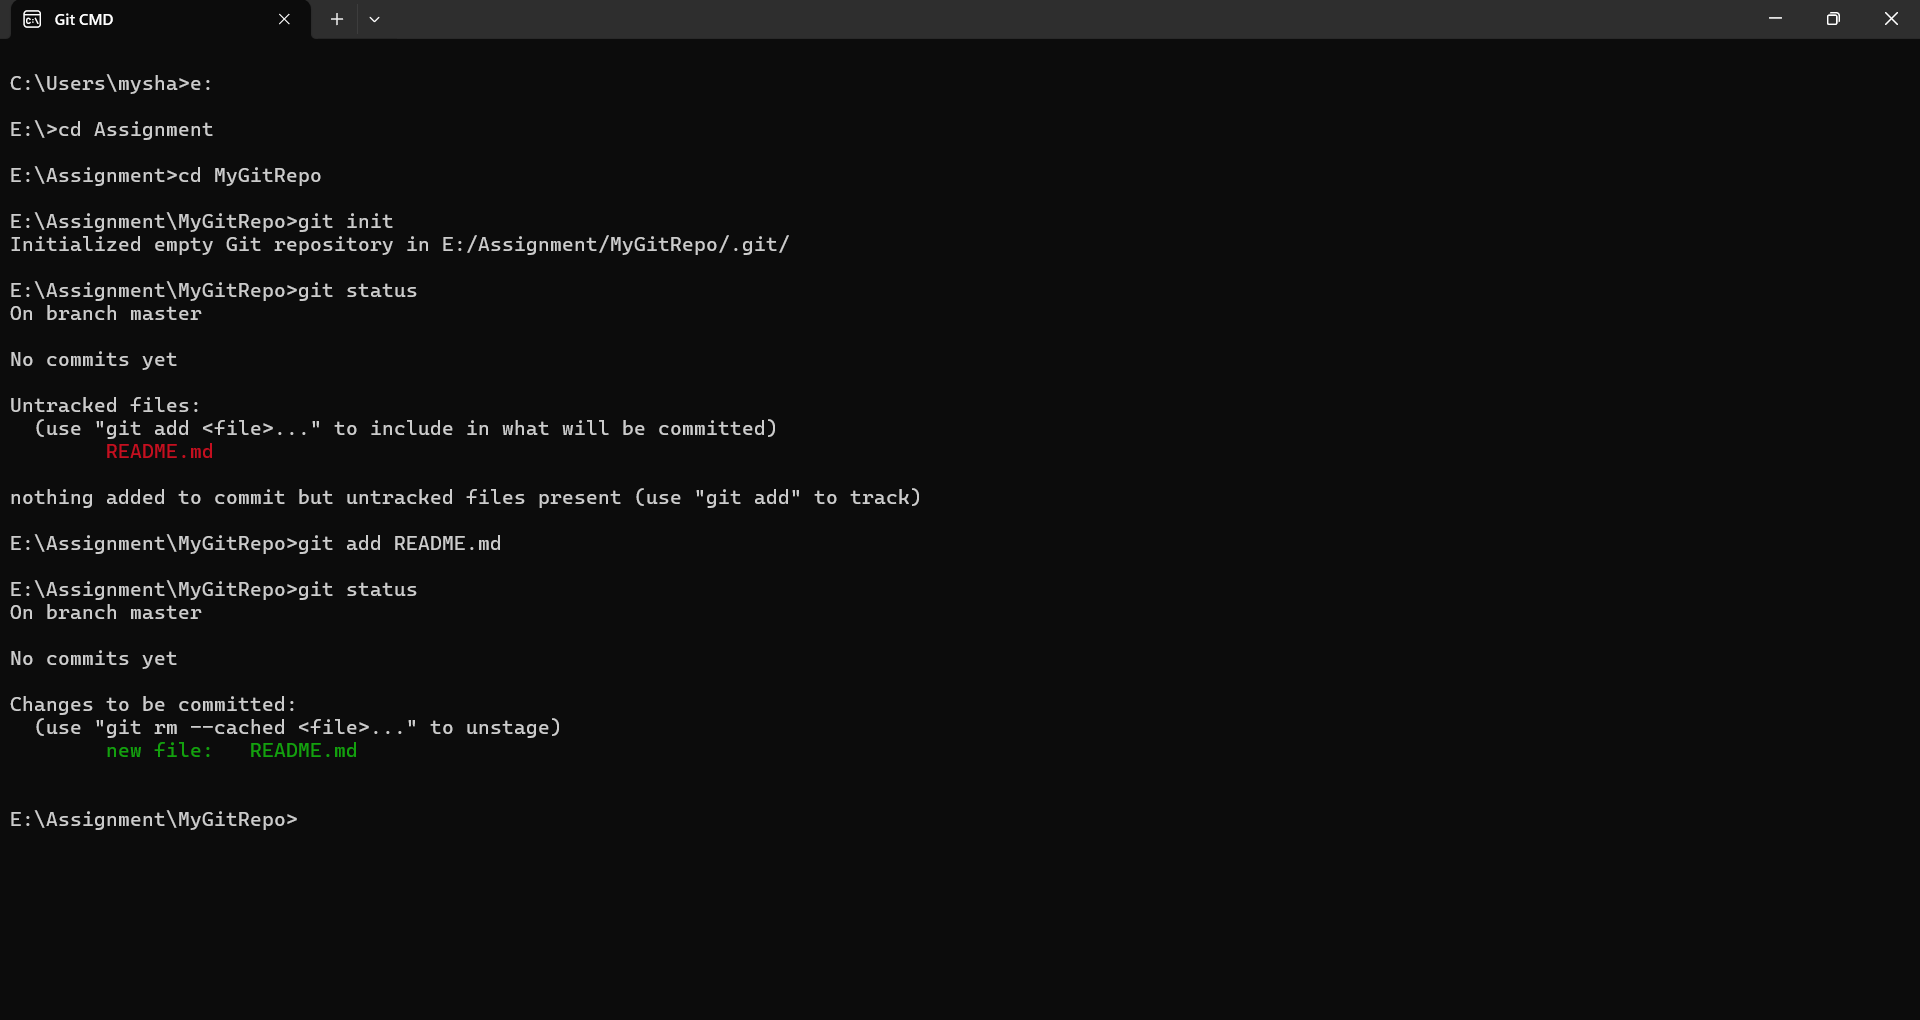 Git CMD
C:\Users\mysha>e:
E:\>cd Assignment
E:\Assignment>cd MyGitRepo
E:\Assignment\MyGitRepo>git init
Initialized empty Git repository in E:/Assignment/MyGitRepo/.git/
E:\Assignment\MyGitRepo>git status
On branch master
No commits yet
Untracked files:
  (use "git add <file>..." to include in what will be committed)
        README.md
nothing added to commit but untracked files present (use "git add" to track)
E:\Assignment\MyGitRepo>git add README.md
E:\Assignment\MyGitRepo>git status
On branch master
No commits yet
Changes to be committed:
  (use "git rm --cached <file>..." to unstage)
        new file:   README.md
E:\Assignment\MyGitRepo>